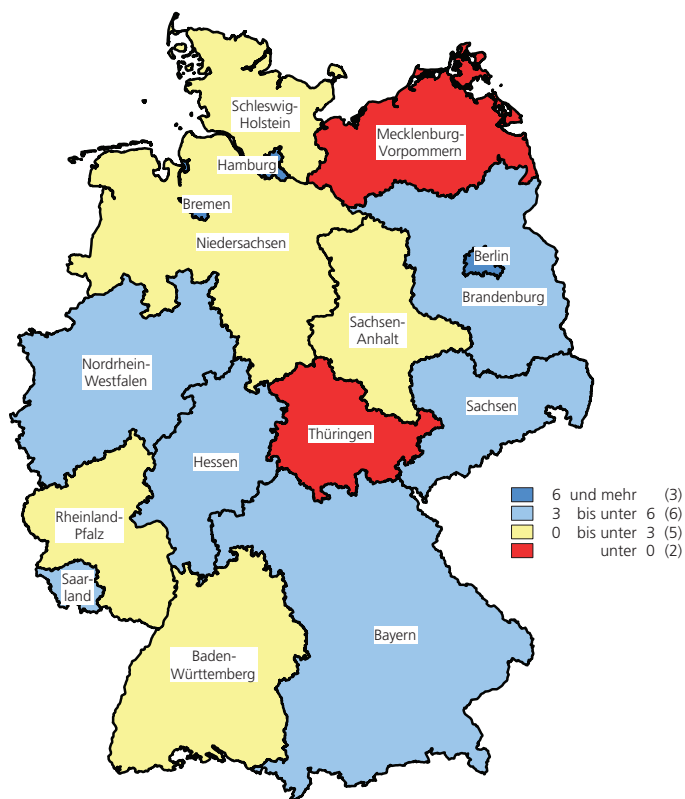 Schleswig-
Holstein
Mecklenburg-
Vorpommern
Hamburg
Bremen
Niedersachsen
Berlin
Brandenburg
Sachsen-
Anhalt
Nordrhein-
Westfalen
Sachsen
Thüringen
Hessen
Rheinland-
Pfalz
Saar-
land
Bayern
Baden-
Württemberg
6 und mehr (3)
3 bis unter 6 (6)
0 bis unter 3 (5)
unter 0 (2)